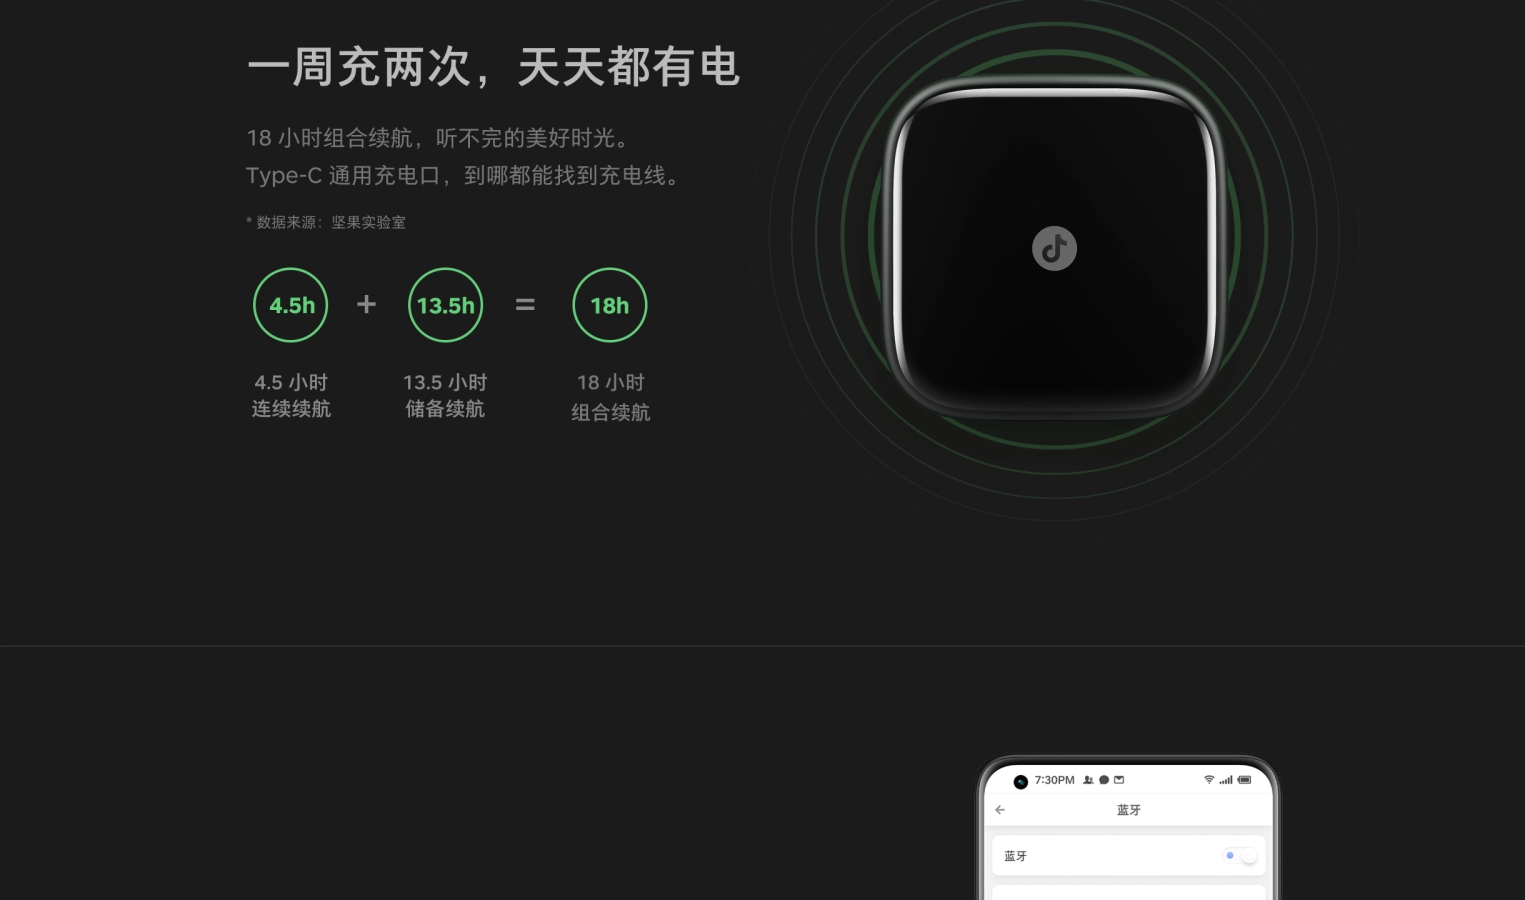 一周充两次，天天都有电
18 小时组合续航，听不完的美好时光。
Type-C 通用充电口，到哪都能找到充电线。
* 数据来源：坚果实验室
4.5h + 13.5h = 18h
4.5 小时 13.5 小时 18 小时
连续续航 储备续航 组合续航
7:30PM
蓝牙
蓝牙